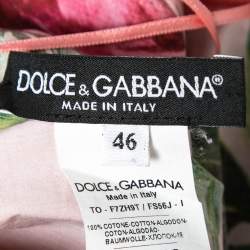 DOLCE & GABBANA®
MADE IN ITALY
46
DOLCE & GABBANA
Made in Italy
TO - F7ZH9T / FS56J - I
100% COTONE-COTTON-ALGODON-
COTON-ALGODÃO-
BAUMWOLLE-ХЛОПОК-